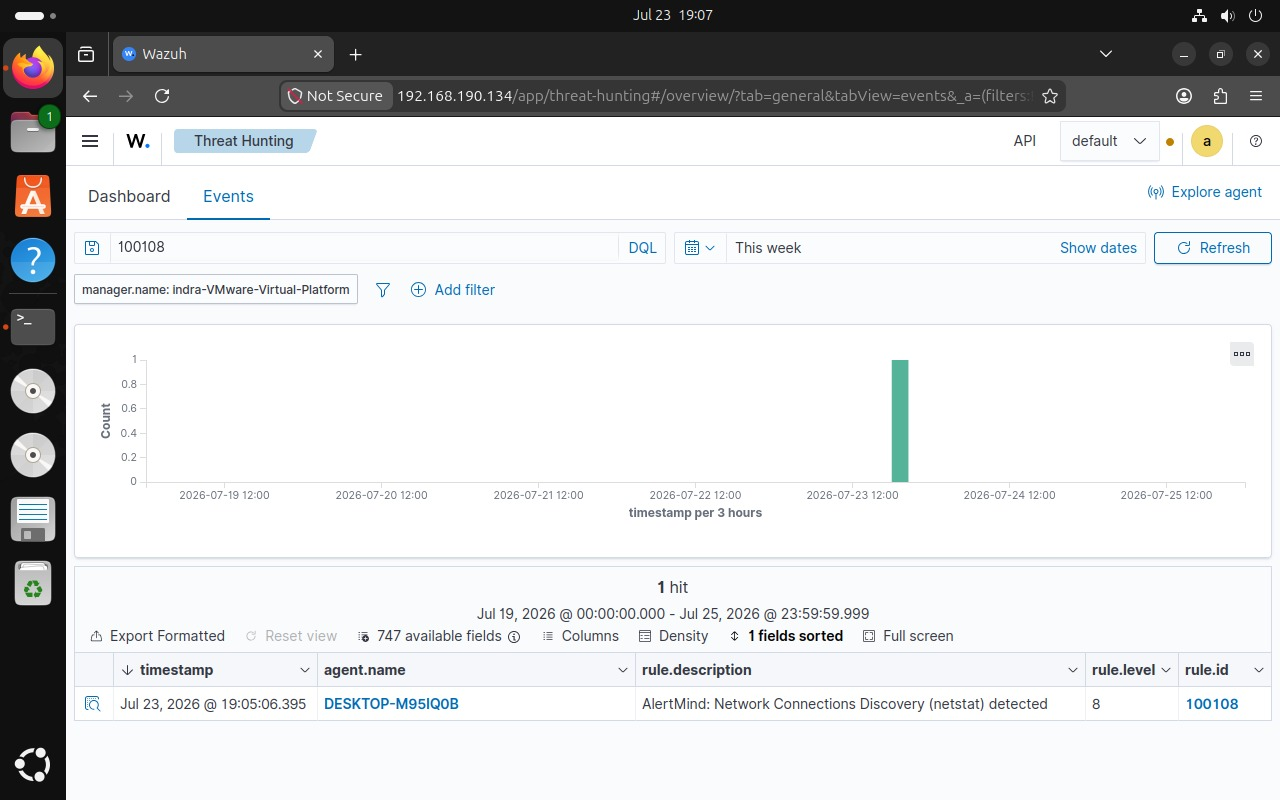 Jul 23 19:07
1
Wazuh
Not Secure 192.168.190.134/app/threat-hunting#/overview/?tab=general&tabView=events&_a=(filters:
W. Threat Hunting API default a
Dashboard Events Explore agent
100108 DQL This week Show dates Refresh
manager.name: indra-VMware-Virtual-Platform Add filter
1
0.8
0.6
0.4
0.2
0
Count
2026-07-19 12:00 2026-07-20 12:00 2026-07-21 12:00 2026-07-22 12:00 2026-07-23 12:00 2026-07-24 12:00 2026-07-25 12:00
timestamp per 3 hours
1 hit
Jul 19, 2026 @ 00:00:00.000 - Jul 25, 2026 @ 23:59:59.999
Export Formatted Reset view 747 available fields Columns Density 1 fields sorted Full screen
timestamp agent.name rule.description rule.level rule.id
Jul 23, 2026 @ 19:05:06.395 DESKTOP-M95IQ0B AlertMind: Network Connections Discovery (netstat) detected 8 100108